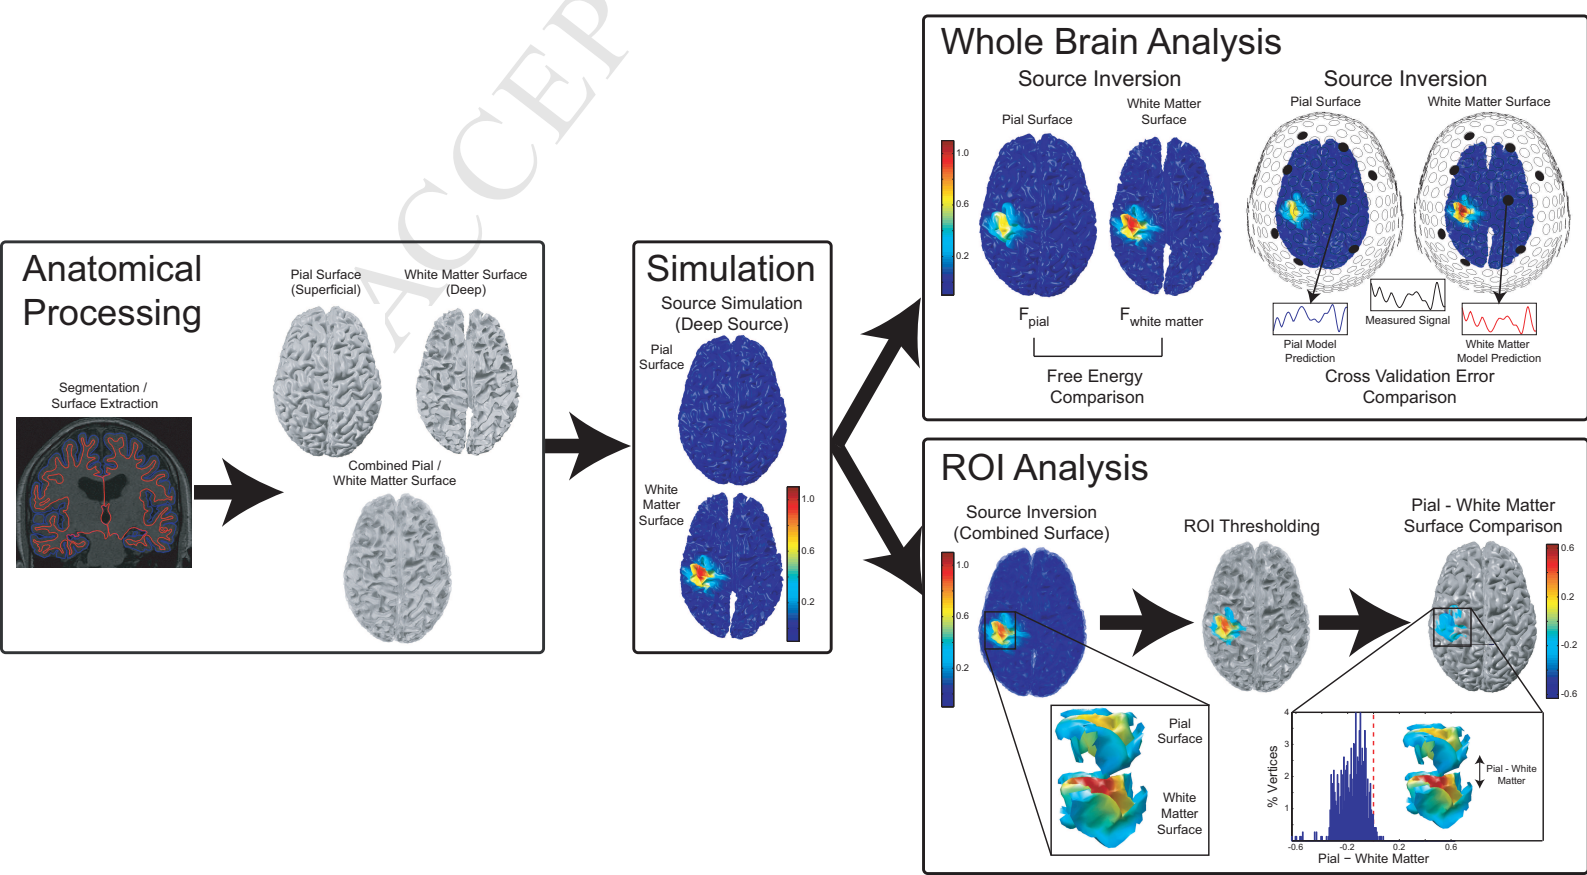 ACCEP
Anatomical
Processing
Segmentation /
Surface Extraction
Pial Surface
(Superficial)
White Matter Surface
(Deep)
Combined Pial /
White Matter Surface
Simulation
Source Simulation
(Deep Source)
Pial
Surface
White
Matter
Surface
1.0
0.6
0.2
Whole Brain Analysis
Source Inversion
Pial Surface
White Matter
Surface
1.0
0.6
0.2
Fpial
Fwhite matter
Free Energy
Comparison
Source Inversion
Pial Surface
White Matter Surface
Measured Signal
Pial Model
Prediction
White Matter
Model Prediction
Cross Validation Error
Comparison
ROI Analysis
Source Inversion
(Combined Surface)
1.0
0.6
0.2
Pial
Surface
White
Matter
Surface
ROI Thresholding
Pial - White Matter
Surface Comparison
0.6
0.2
-0.2
-0.6
% Vertices
4
3
2
1
-0.6 -0.2 0.2 0.6
Pial − White Matter
Pial - White
Matter